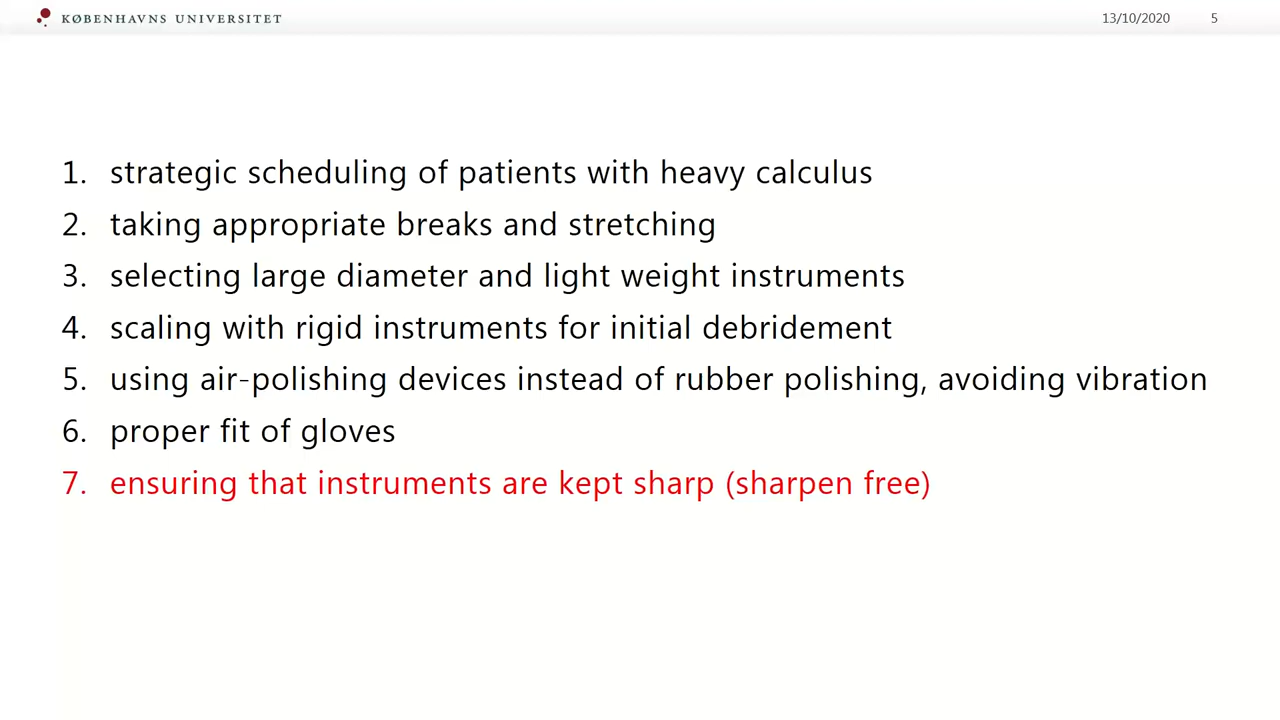 KØBENHAVNS UNIVERSITET
13/10/2020 5
1. strategic scheduling of patients with heavy calculus
2. taking appropriate breaks and stretching
3. selecting large diameter and light weight instruments
4. scaling with rigid instruments for initial debridement
5. using air-polishing devices instead of rubber polishing, avoiding vibration
6. proper fit of gloves
7. ensuring that instruments are kept sharp (sharpen free)